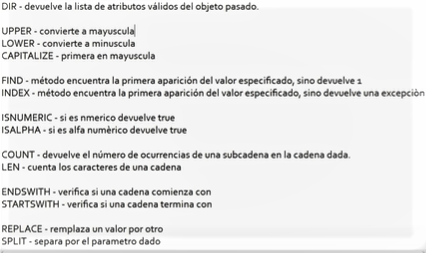 DIR - devuelve la lista de atributos válidos del objeto pasado.
UPPER - convierte a mayuscula
LOWER - convierte a minuscula
CAPITALIZE - primera en mayuscula
FIND - método encuentra la primera aparición del valor especificado, sino devuelve 1
INDEX - método encuentra la primera aparición del valor especificado, sino devuelve una excepciòn
ISNUMERIC - si es nmerico devuelve true
ISALPHA - si es alfa numèrico devuelve true
COUNT - devuelve el número de ocurrencias de una subcadena en la cadena dada.
LEN - cuenta los caracteres de una cadena
ENDSWITH - verifica si una cadena comienza con
STARTSWITH - verifica si una cadena termina con
REPLACE - remplaza un valor por otro
SPLIT - separa por el parametro dado